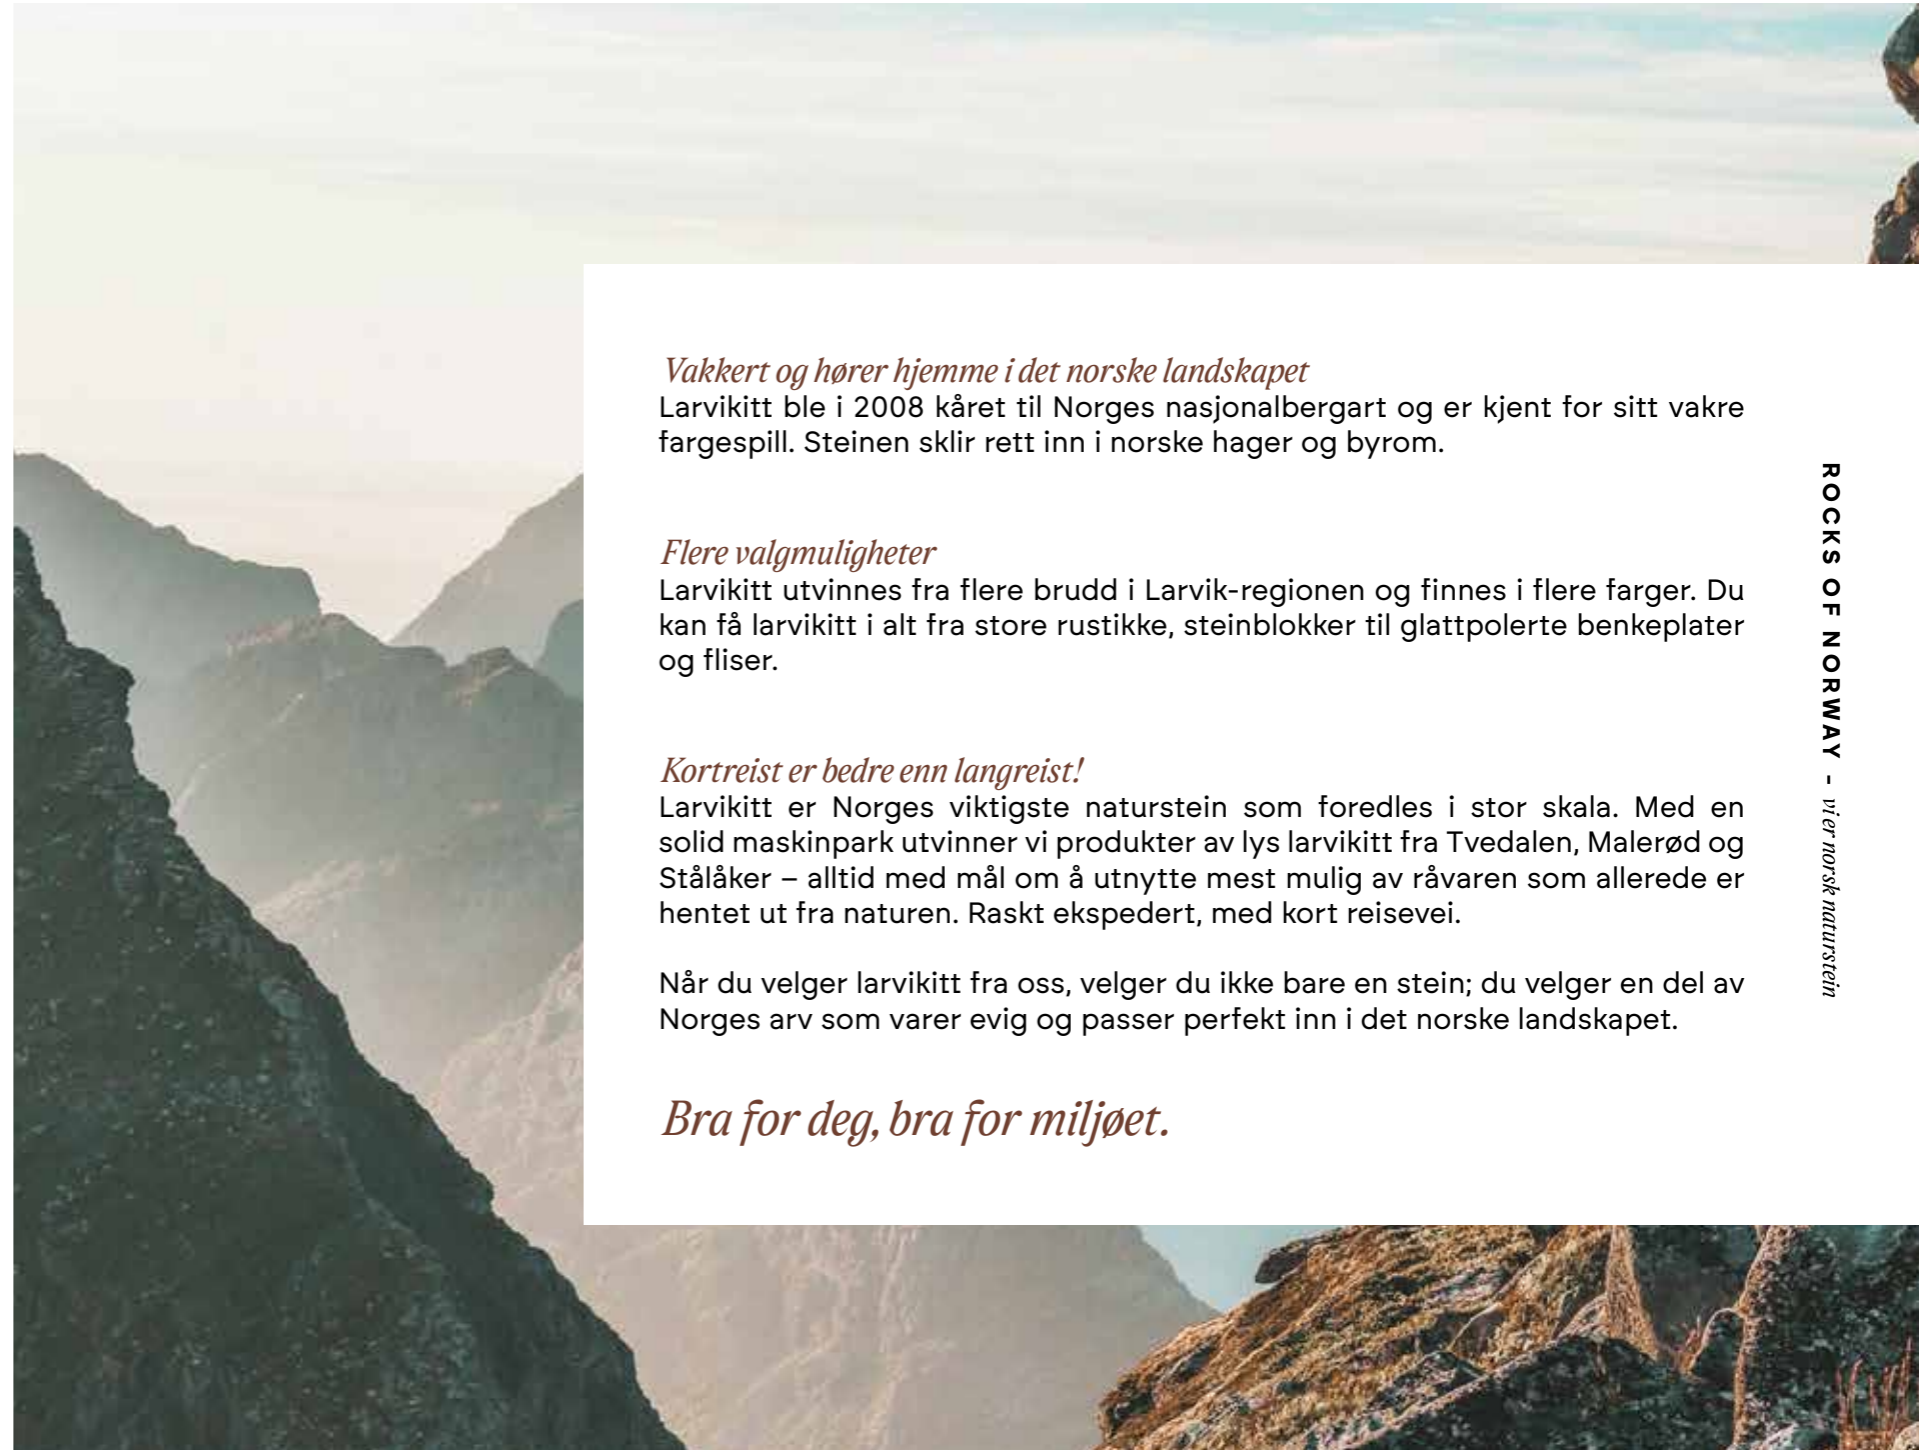 Vakkert og hører hjemme i det norske landskapet
Larvikitt ble i 2008 kåret til Norges nasjonalbergart og er kjent for sitt vakre
fargespill. Steinen sklir rett inn i norske hager og byrom.
Flere valgmuligheter
Larvikitt utvinnes fra flere brudd i Larvik-regionen og finnes i flere farger. Du
kan få larvikitt i alt fra store rustikke, steinblokker til glattpolerte benkeplater
og fliser.
Kortreist er bedre enn langreist!
Larvikitt er Norges viktigste naturstein som foredles i stor skala. Med en
solid maskinpark utvinner vi produkter av lys larvikitt fra Tvedalen, Malerød og
Stålåker – alltid med mål om å utnytte mest mulig av råvaren som allerede er
hentet ut fra naturen. Raskt ekspedert, med kort reisevei.
Når du velger larvikitt fra oss, velger du ikke bare en stein; du velger en del av
Norges arv som varer evig og passer perfekt inn i det norske landskapet.
Bra for deg, bra for miljøet.
ROCKS OF NORWAY - vi er norsk naturstein